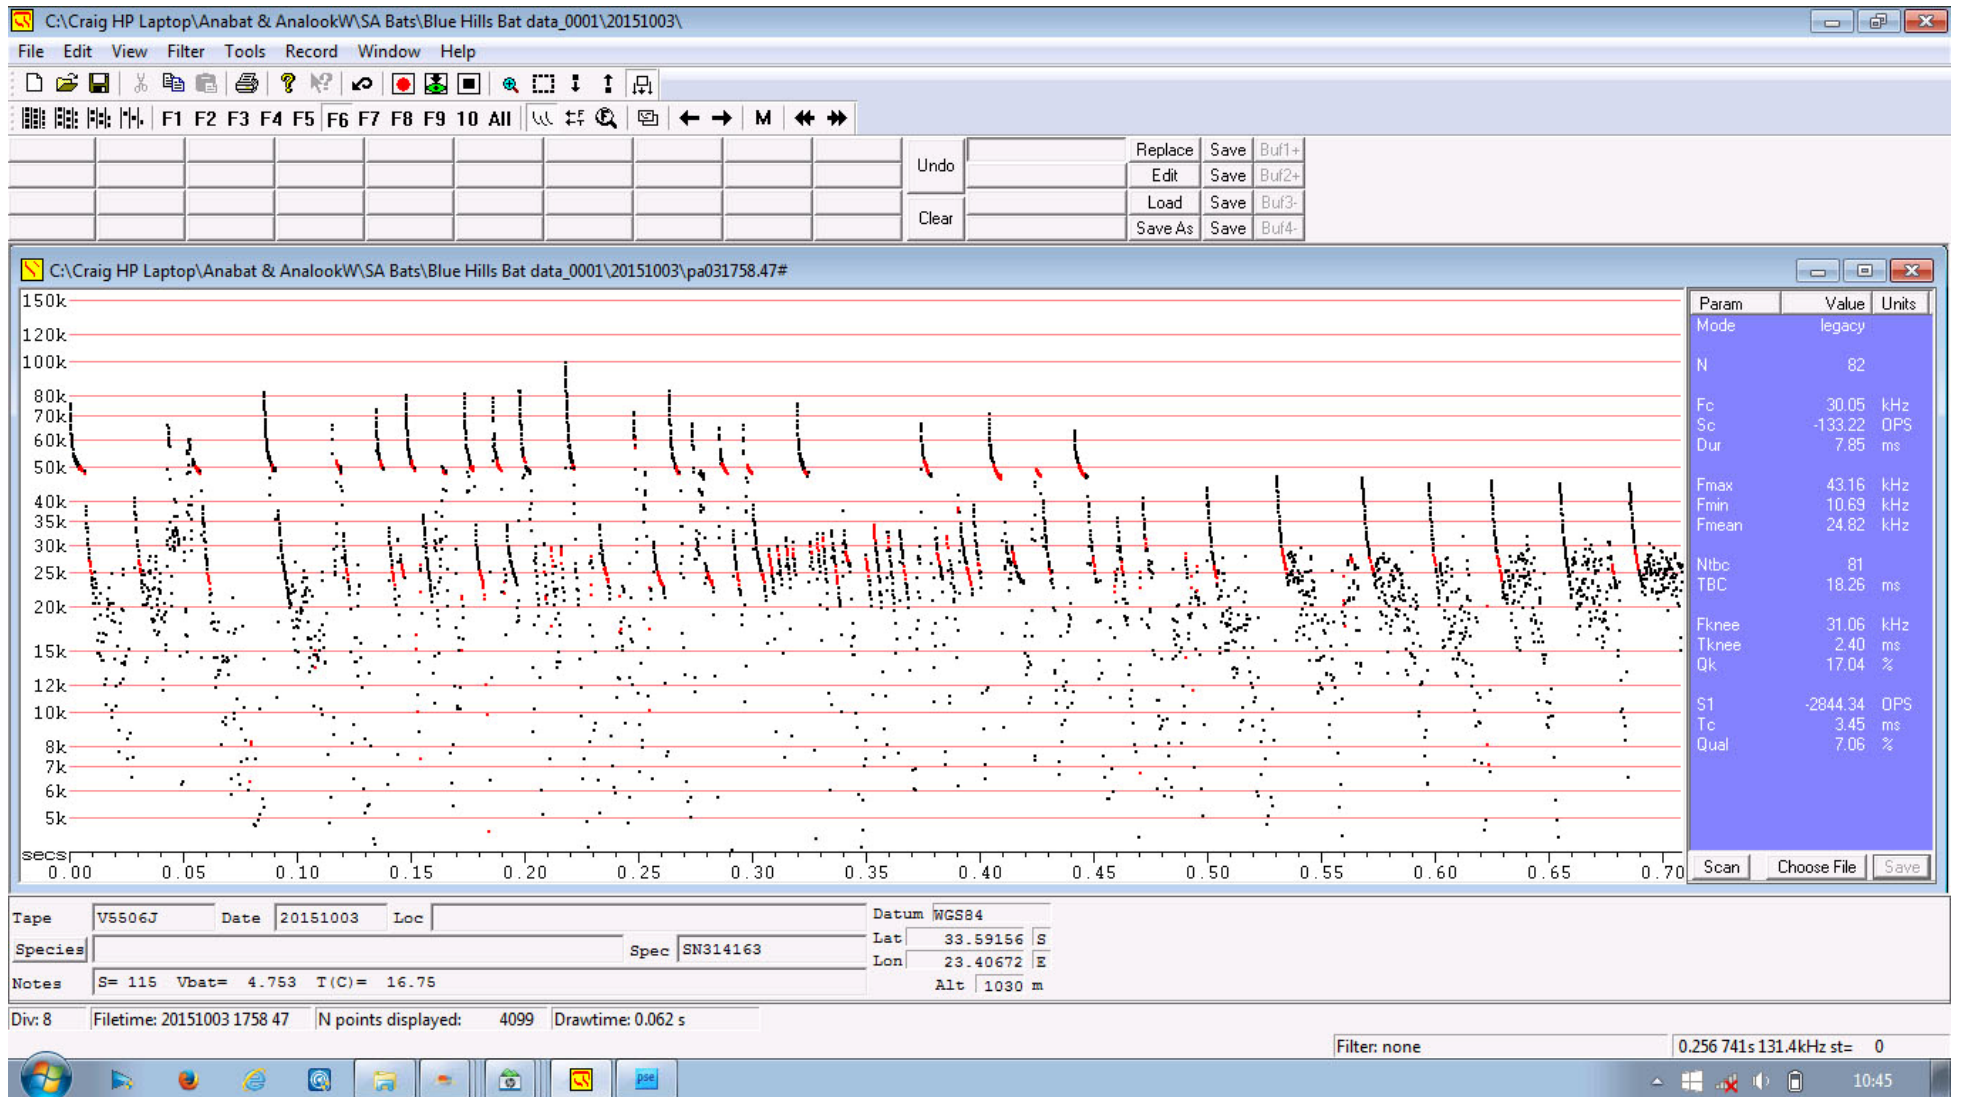 C:\Craig HP Laptop\Anabat & AnalookW\SA Bats\Blue Hills Bat data_0001\20151003\
File Edit View Filter Tools Record Window Help
F1 F2 F3 F4 F5 F6 F7 F8 F9 10 All M
Undo Replace Save Buf1+
Edit Save Buf2+
Clear Load Save Buf3-
Save As Save Buf4-
C:\Craig HP Laptop\Anabat & AnalookW\SA Bats\Blue Hills Bat data_0001\20151003\pa031758.47#
150k
120k
100k
80k
70k
60k
50k
40k
35k
30k
25k
20k
15k
12k
10k
8k
7k
6k
5k
secs
0.00 0.05 0.10 0.15 0.20 0.25 0.30 0.35 0.40 0.45 0.50 0.55 0.60 0.65 0.70
Param Value Units
Mode legacy
N 82
Fc 30.05 kHz
Sc -133.22 OPS
Dur 7.85 ms
Fmax 43.16 kHz
Fmin 10.69 kHz
Fmean 24.82 kHz
Ntbc 81
TBC 18.26 ms
Fknee 31.06 kHz
Tknee 2.40 ms
Qk 17.04 %
S1 -2844.34 OPS
Tc 3.45 ms
Qual 7.06 %
Scan Choose File Save
Tape V5506J Date 20151003 Loc Datum WGS84
Species Spec SN314163 Lat 33.59156 S
Lon 23.40672 E
Notes S= 115 Vbat= 4.753 T(C)= 16.75 Alt 1030 m
Div: 8 Filetime: 20151003 1758 47 N points displayed: 4099 Drawtime: 0.062 s
Filter: none 0.256 741s 131.4kHz st= 0
pse 10:45